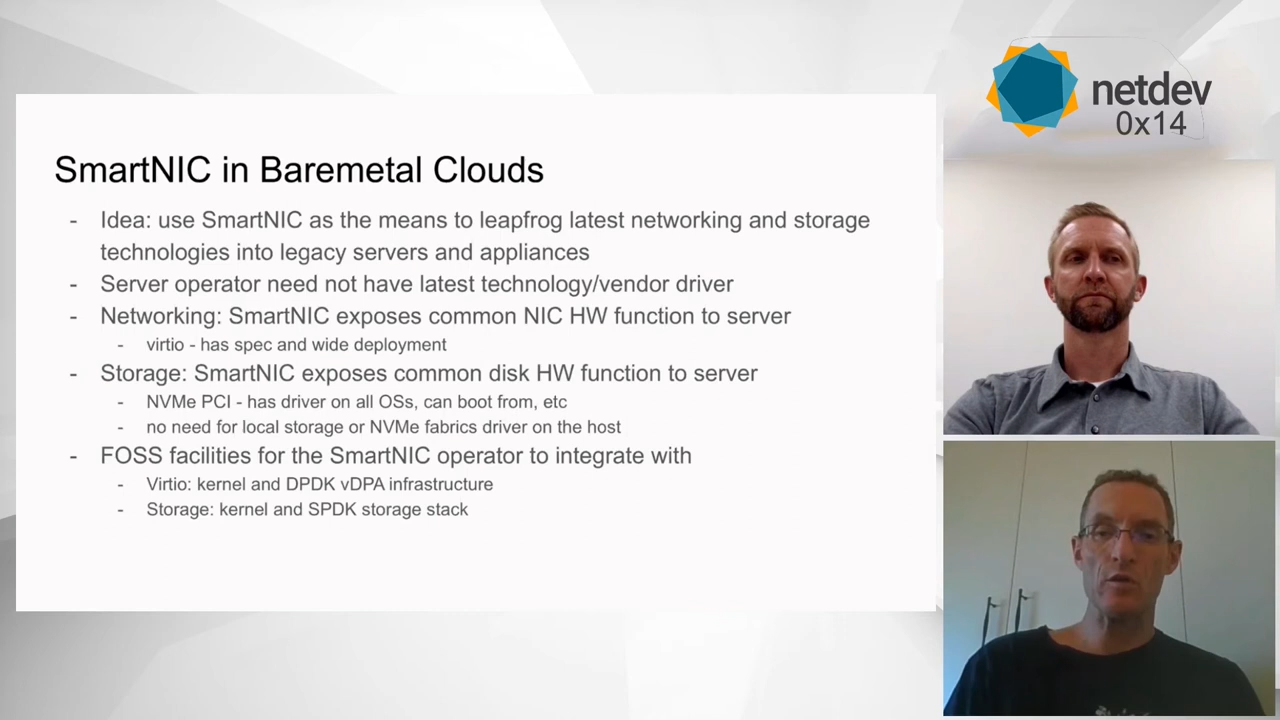 netdev
0x14
SmartNIC in Baremetal Clouds
- Idea: use SmartNIC as the means to leapfrog latest networking and storage
technologies into legacy servers and appliances
- Server operator need not have latest technology/vendor driver
- Networking: SmartNIC exposes common NIC HW function to server
- virtio - has spec and wide deployment
- Storage: SmartNIC exposes common disk HW function to server
- NVMe PCI - has driver on all OSs, can boot from, etc
- no need for local storage or NVMe fabrics driver on the host
- FOSS facilities for the SmartNIC operator to integrate with
- Virtio: kernel and DPDK vDPA infrastructure
- Storage: kernel and SPDK storage stack